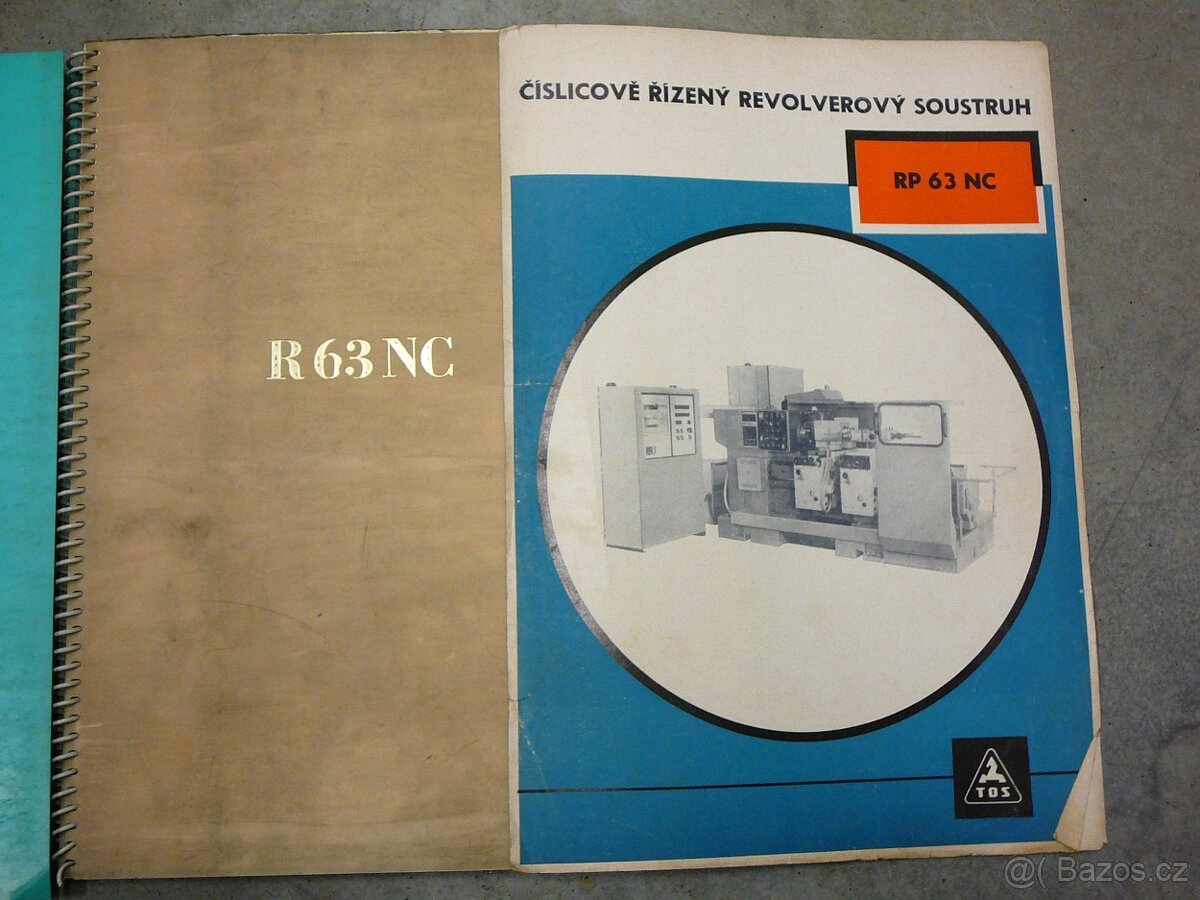 R 63 NC
ČÍSLICOVĚ ŘÍZENÝ REVOLVEROVÝ SOUSTRUH
RP 63 NC
TOS
@( Bazos.cz